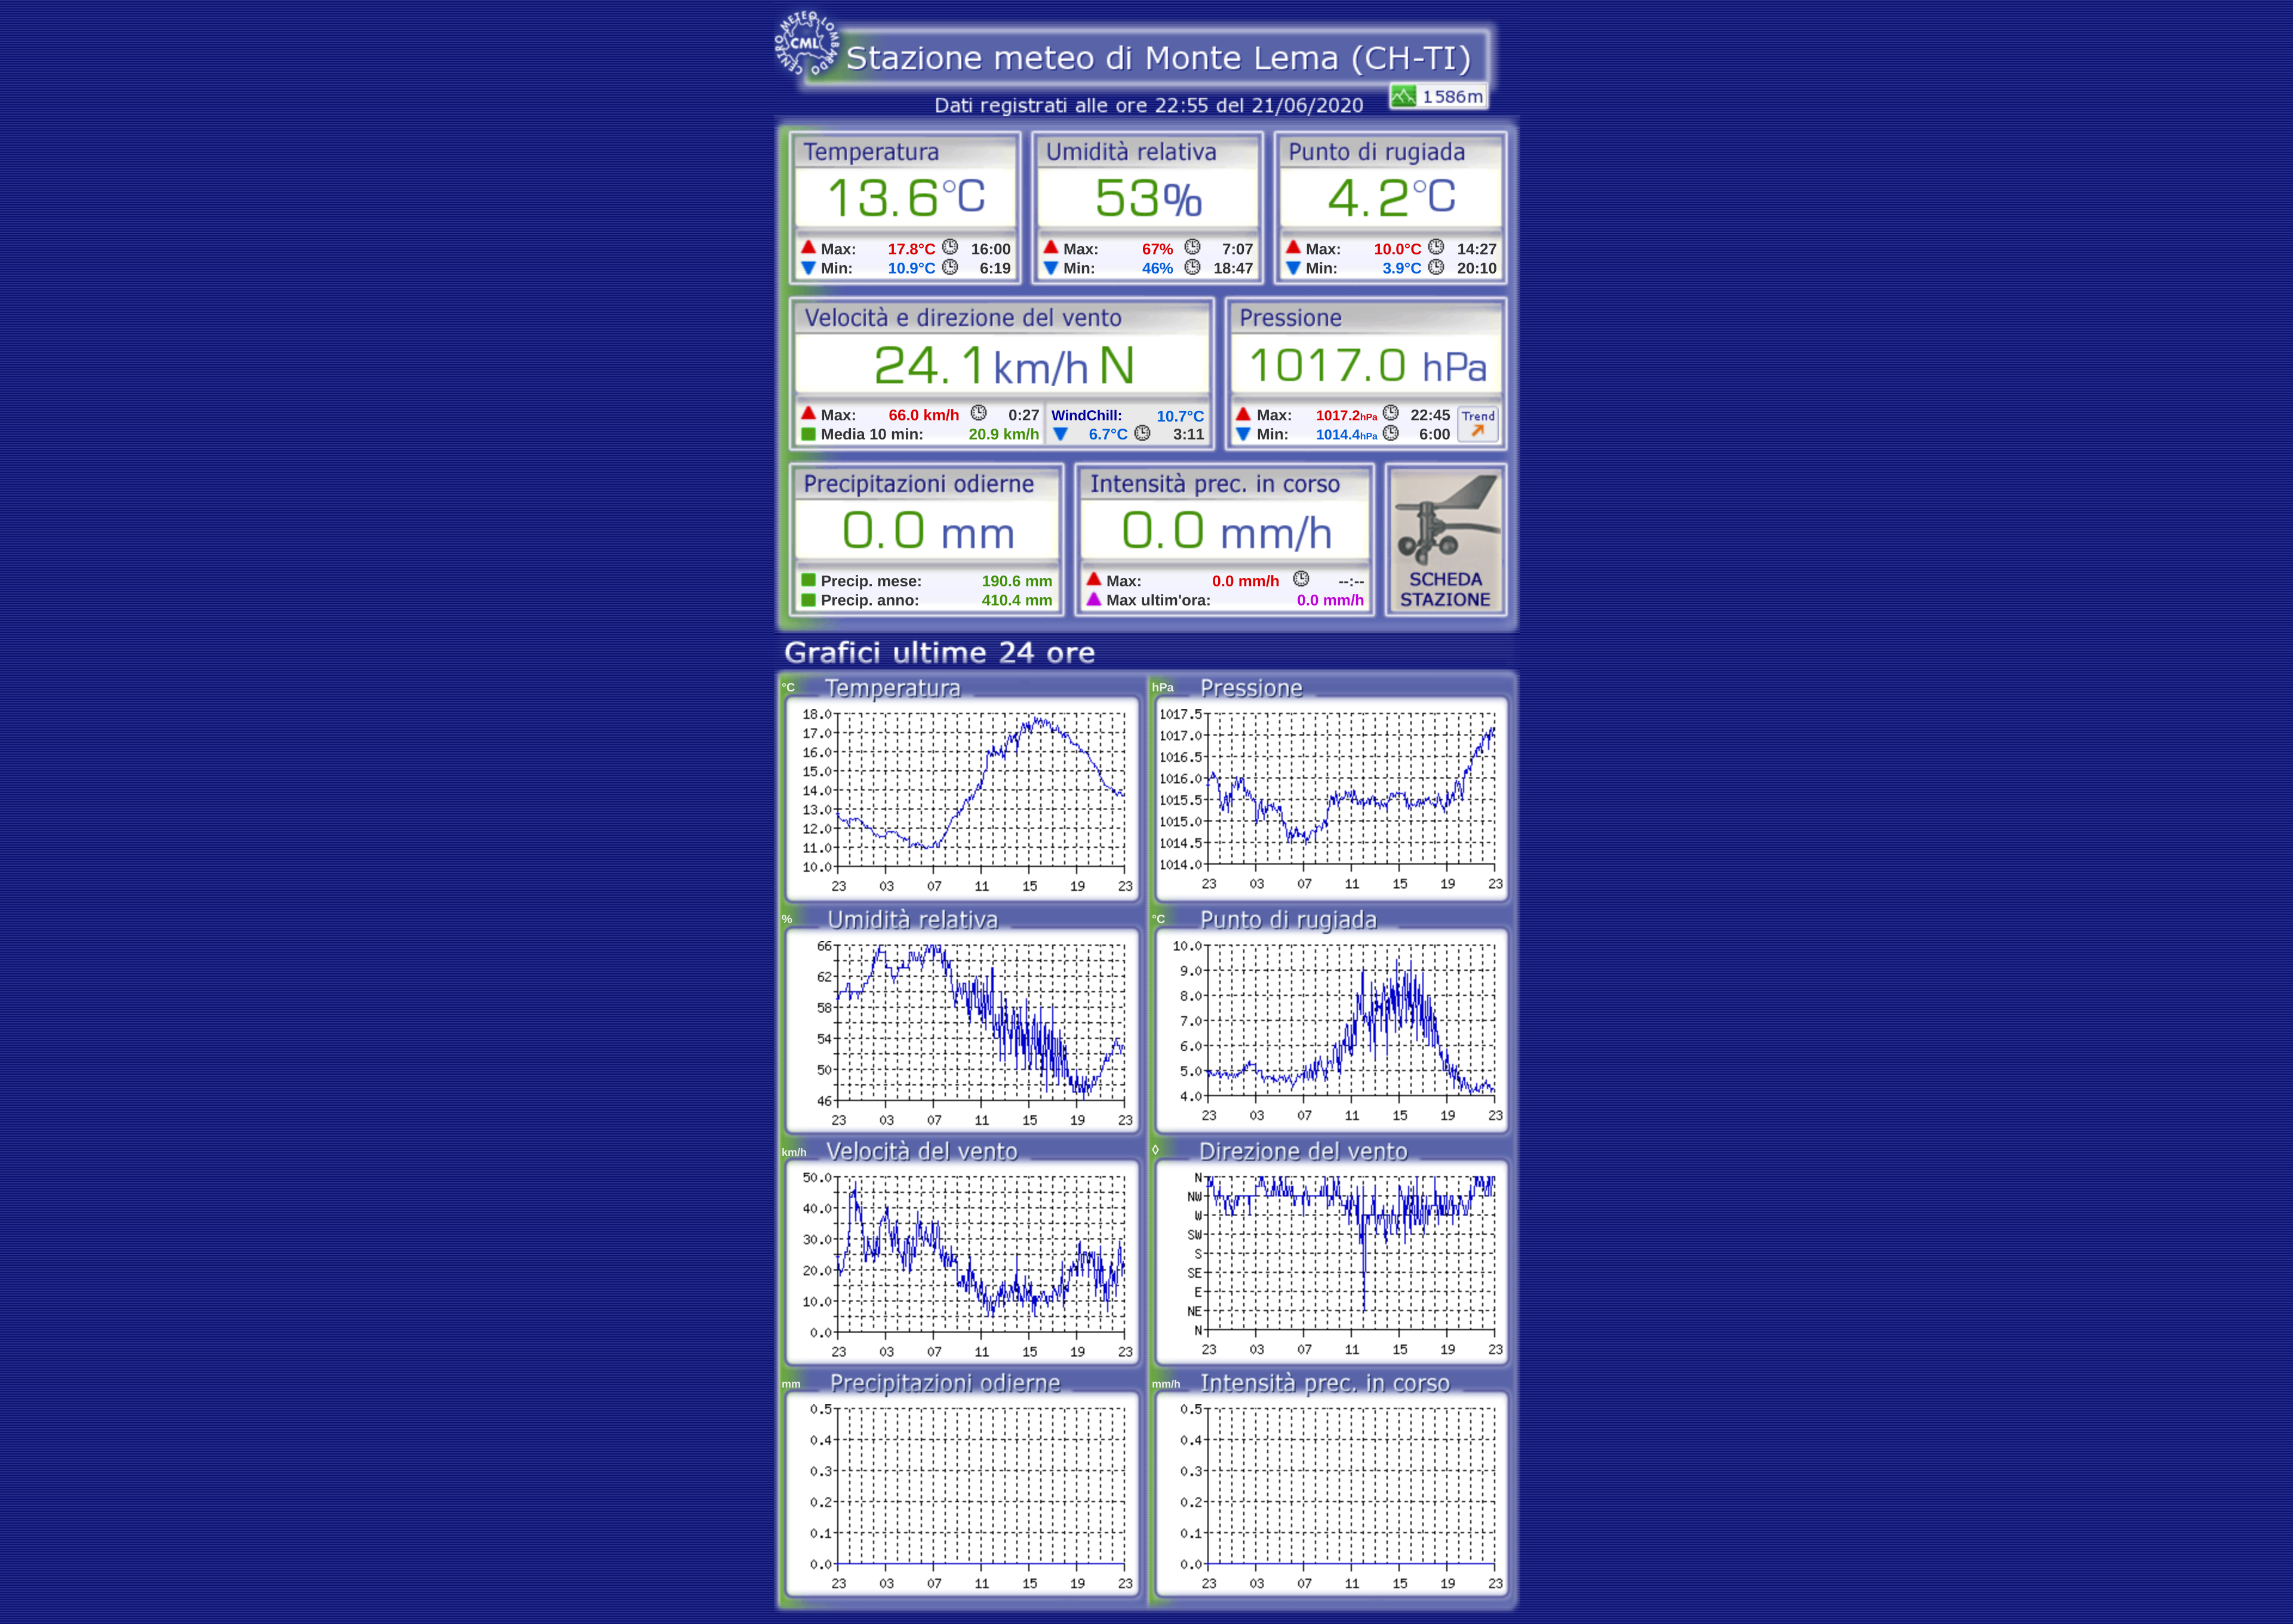 CENTRO METEO LOMBARDO
CML
Stazione meteo di Monte Lema (CH-TI)
1586m
Dati registrati alle ore 22:55 del 21/06/2020
Temperatura
13.6°C
Max: 17.8°C 16:00
Min: 10.9°C 6:19
Umidità relativa
53%
Max: 67% 7:07
Min: 46% 18:47
Punto di rugiada
4.2°C
Max: 10.0°C 14:27
Min: 3.9°C 20:10
Velocità e direzione del vento
24.1 km/h N
Max: 66.0 km/h 0:27
Media 10 min: 20.9 km/h
WindChill: 10.7°C
6.7°C 3:11
Pressione
1017.0 hPa
Max: 1017.2hPa 22:45
Min: 1014.4hPa 6:00
Trend
Precipitazioni odierne
0.0 mm
Precip. mese: 190.6 mm
Precip. anno: 410.4 mm
Intensità prec. in corso
0.0 mm/h
Max: 0.0 mm/h --:--
Max ultim'ora: 0.0 mm/h
SCHEDA
STAZIONE
Grafici ultime 24 ore
°C Temperatura
18.0
17.0
16.0
15.0
14.0
13.0
12.0
11.0
10.0
23 03 07 11 15 19 23
hPa Pressione
1017.5
1017.0
1016.5
1016.0
1015.5
1015.0
1014.5
1014.0
23 03 07 11 15 19 23
% Umidità relativa
66
62
58
54
50
46
23 03 07 11 15 19 23
°C Punto di rugiada
10.0
9.0
8.0
7.0
6.0
5.0
4.0
23 03 07 11 15 19 23
km/h Velocità del vento
50.0
40.0
30.0
20.0
10.0
0.0
23 03 07 11 15 19 23
◊ Direzione del vento
N
NW
W
SW
S
SE
E
NE
N
23 03 07 11 15 19 23
mm Precipitazioni odierne
0.5
0.4
0.3
0.2
0.1
0.0
23 03 07 11 15 19 23
mm/h Intensità prec. in corso
0.5
0.4
0.3
0.2
0.1
0.0
23 03 07 11 15 19 23